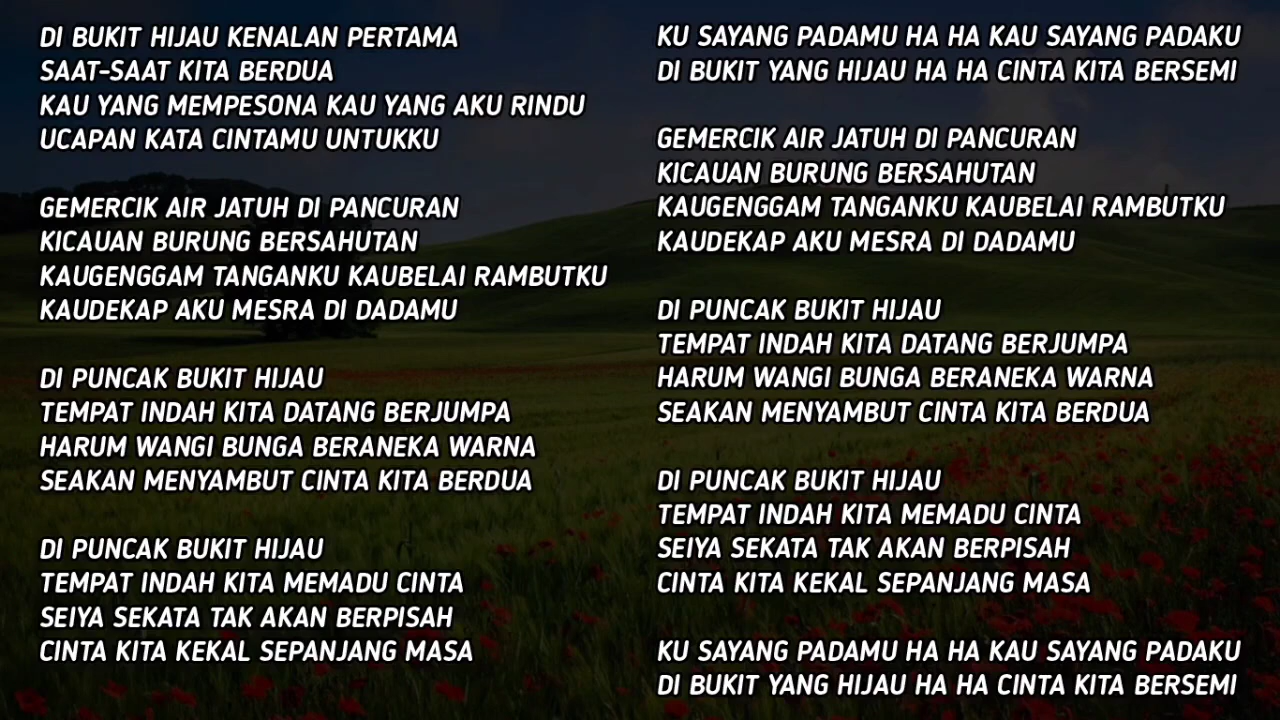 DI BUKIT HIJAU KENALAN PERTAMA
SAAT-SAAT KITA BERDUA
KAU YANG MEMPESONA KAU YANG AKU RINDU
UCAPAN KATA CINTAMU UNTUKKU
GEMERCIK AIR JATUH DI PANCURAN
KICAUAN BURUNG BERSAHUTAN
KAUGENGGAM TANGANKU KAUBELAI RAMBUTKU
KAUDEKAP AKU MESRA DI DADAMU
DI PUNCAK BUKIT HIJAU
TEMPAT INDAH KITA DATANG BERJUMPA
HARUM WANGI BUNGA BERANEKA WARNA
SEAKAN MENYAMBUT CINTA KITA BERDUA
DI PUNCAK BUKIT HIJAU
TEMPAT INDAH KITA MEMADU CINTA
SEIYA SEKATA TAK AKAN BERPISAH
CINTA KITA KEKAL SEPANJANG MASA
KU SAYANG PADAMU HA HA KAU SAYANG PADAKU
DI BUKIT YANG HIJAU HA HA CINTA KITA BERSEMI
GEMERCIK AIR JATUH DI PANCURAN
KICAUAN BURUNG BERSAHUTAN
KAUGENGGAM TANGANKU KAUBELAI RAMBUTKU
KAUDEKAP AKU MESRA DI DADAMU
DI PUNCAK BUKIT HIJAU
TEMPAT INDAH KITA DATANG BERJUMPA
HARUM WANGI BUNGA BERANEKA WARNA
SEAKAN MENYAMBUT CINTA KITA BERDUA
DI PUNCAK BUKIT HIJAU
TEMPAT INDAH KITA MEMADU CINTA
SEIYA SEKATA TAK AKAN BERPISAH
CINTA KITA KEKAL SEPANJANG MASA
KU SAYANG PADAMU HA HA KAU SAYANG PADAKU
DI BUKIT YANG HIJAU HA HA CINTA KITA BERSEMI